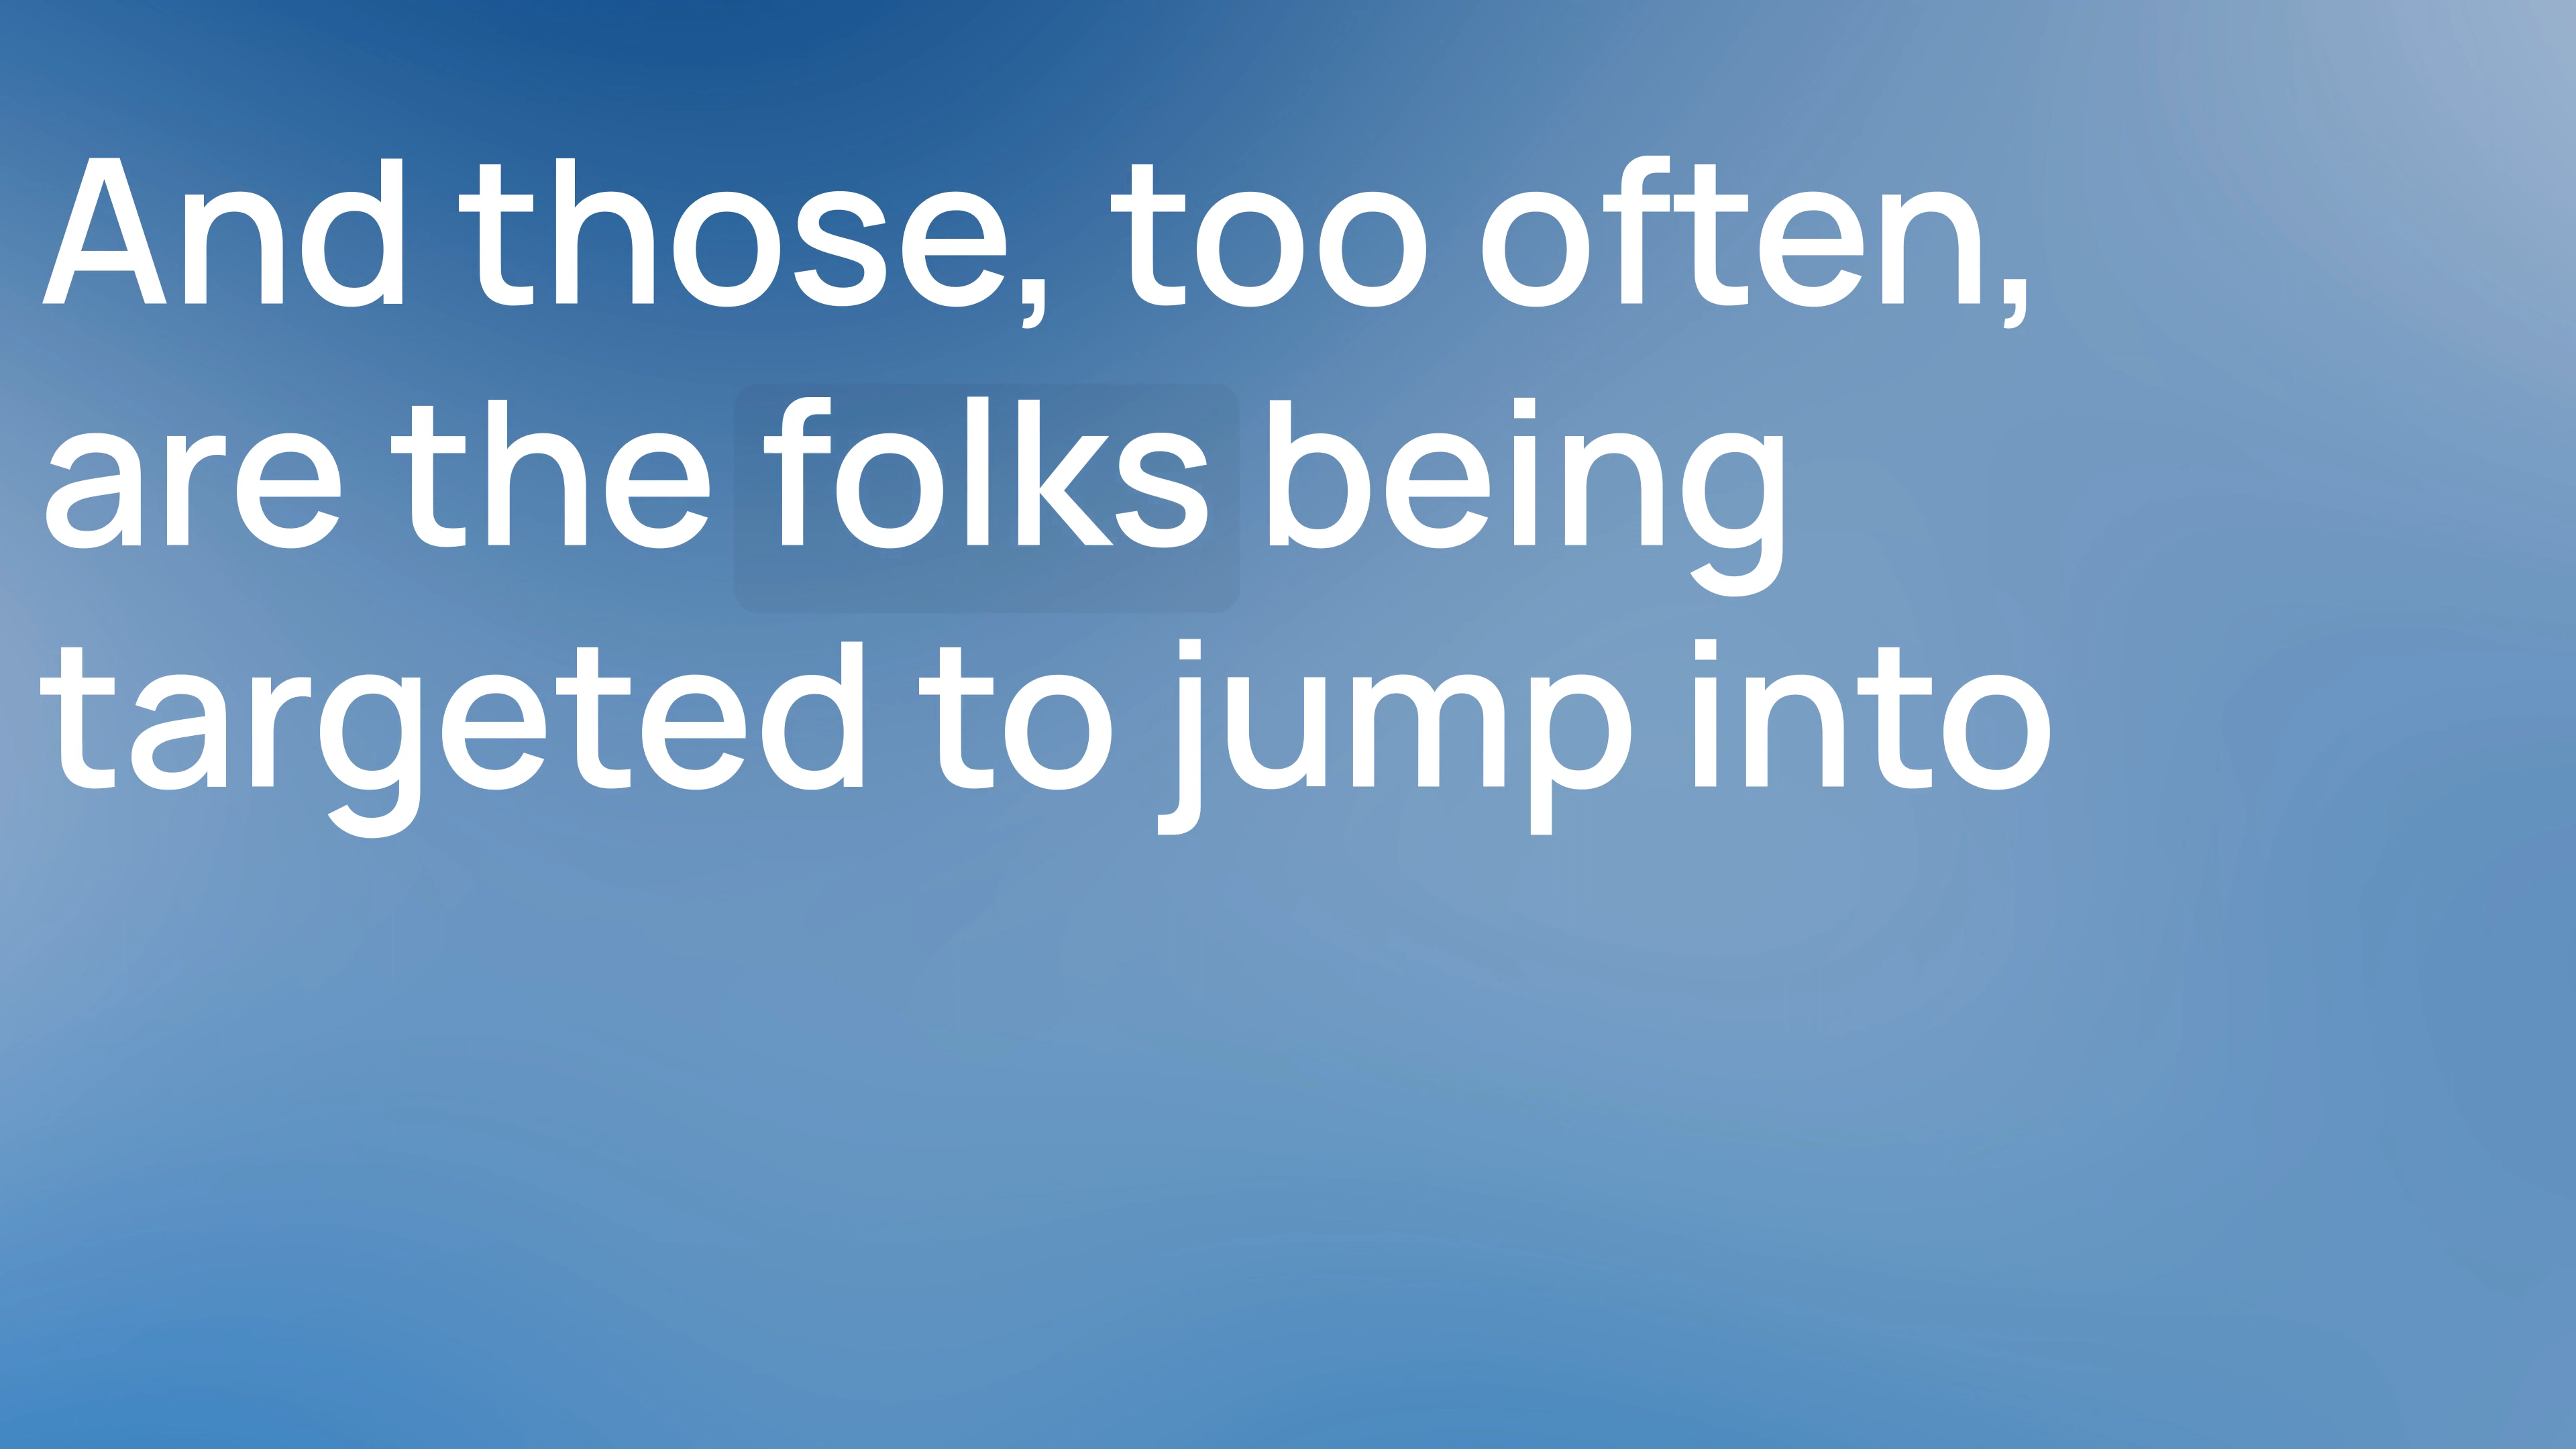 And those, too often,
are the folks being
targeted to jump into